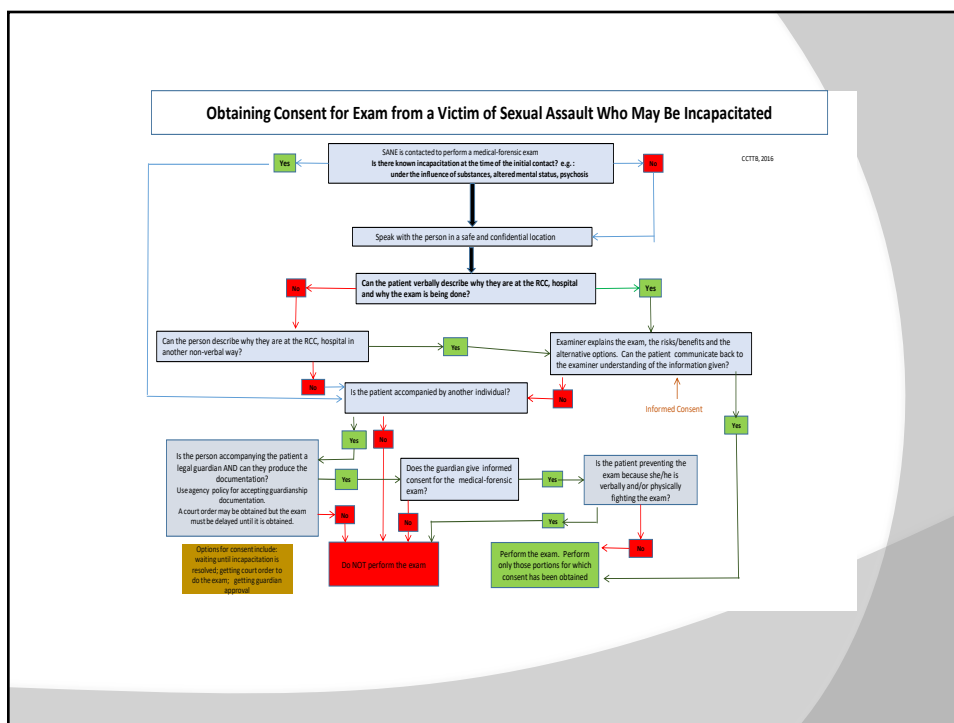 Obtaining Consent for Exam from a Victim of Sexual Assault Who May Be Incapacitated
SANE is contacted to perform a medical-forensic exam
Is there known incapacitation at the time of the initial contact? e.g. :
under the influence of substances, altered mental status, psychosis
Yes
No
CCTTB, 2016
Speak with the person in a safe and confidential location
Can the patient verbally describe why they are at the RCC, hospital
and why the exam is being done?
No
Yes
Can the person describe why they are at the RCC, hospital in
another non-verbal way?
Yes
Examiner explains the exam, the risks/benefits and the
alternative options. Can the patient communicate back to
the examiner understanding of the information given?
No
Is the patient accompanied by another individual?
No
Informed Consent
Yes
Yes
No
Is the person accompanying the patient a
legal guardian AND can they produce the
documentation?
Use agency policy for accepting guardianship
documentation.
A court order may be obtained but the exam
must be delayed until it is obtained.
Yes
Does the guardian give informed
consent for the medical-forensic
exam?
Yes
Is the patient preventing the
exam because she/he is
verbally and/or physically
fighting the exam?
No
No
Yes
No
Options for consent include:
waiting until incapacitation is
resolved; getting court order to
do the exam; getting guardian
approval
Do NOT perform the exam
Perform the exam. Perform
only those portions for which
consent has been obtained